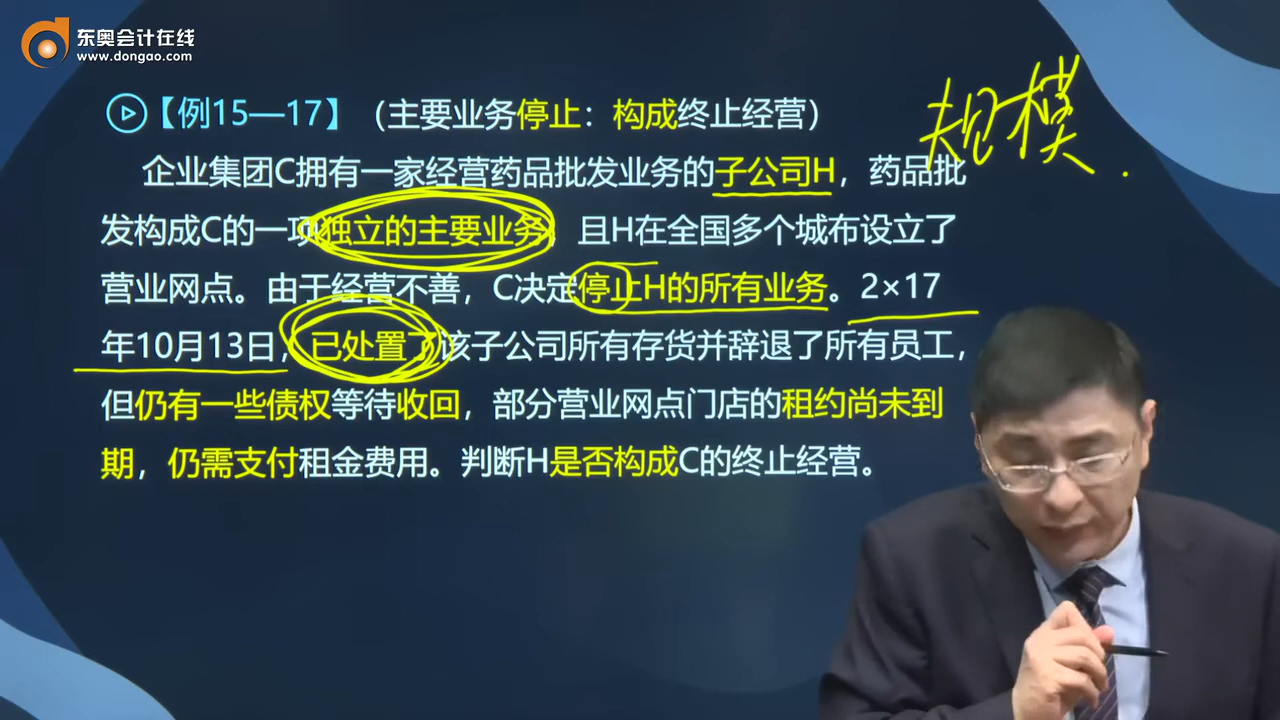 东奥会计在线
www.dongao.com
【例15—17】（主要业务停止：构成终止经营）
规模
企业集团C拥有一家经营药品批发业务的子公司H，药品批
发构成C的一项独立的主要业务，且H在全国多个城布设立了
营业网点。由于经营不善，C决定停止H的所有业务。2×17
年10月13日，已处置了该子公司所有存货并辞退了所有员工，
但仍有一些债权等待收回，部分营业网点门店的租约尚未到
期，仍需支付租金费用。判断H是否构成C的终止经营。